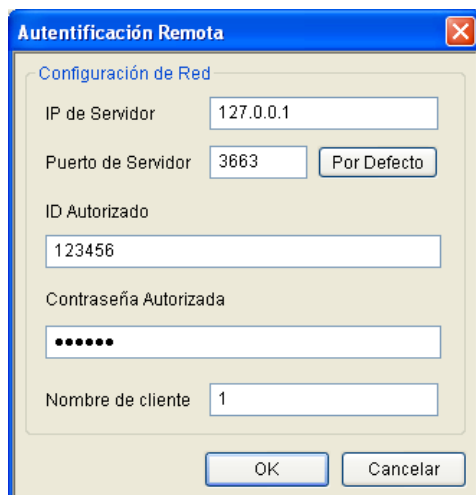 Autentificación Remota
Configuración de Red
IP de Servidor 127.0.0.1
Puerto de Servidor 3663 Por Defecto
ID Autorizado
123456
Contraseña Autorizada
●●●●●●
Nombre de cliente 1
OK Cancelar